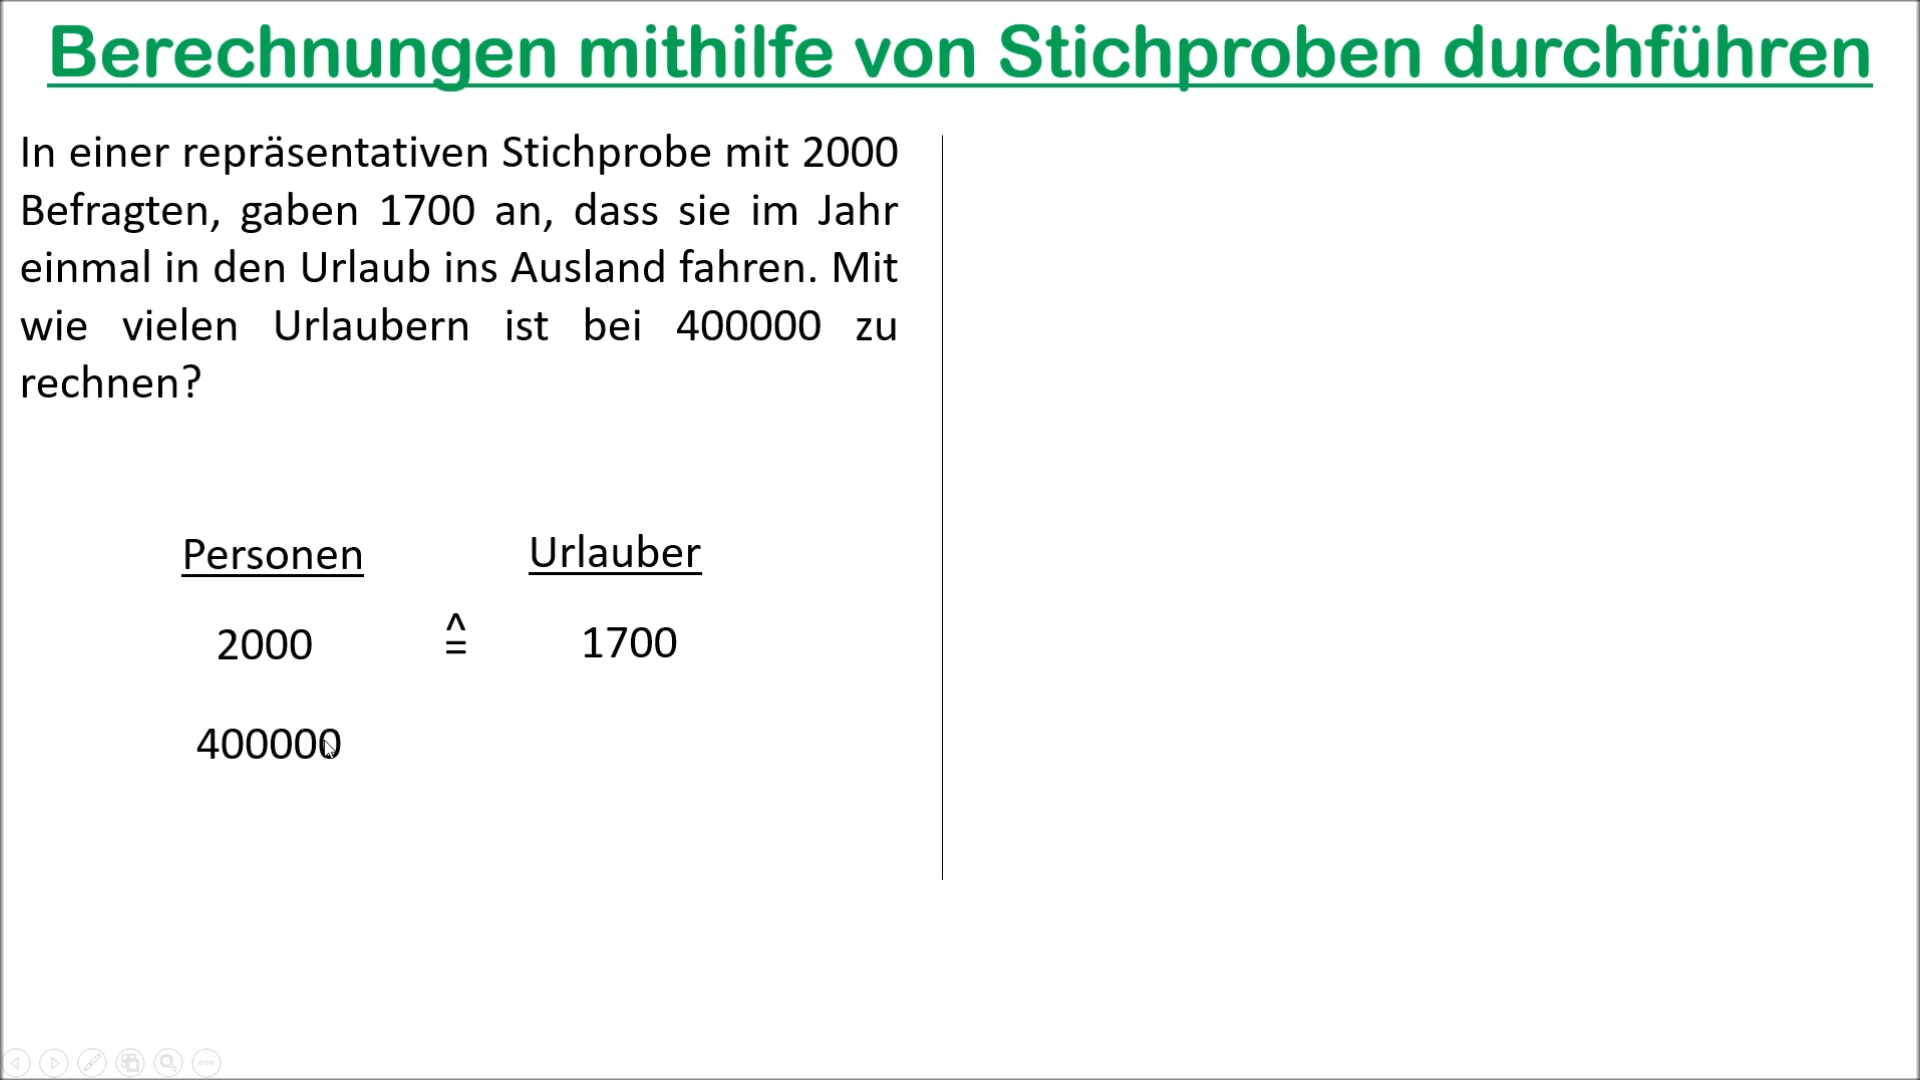 Berechnungen mithilfe von Stichproben durchführen
In einer repräsentativen Stichprobe mit 2000
Befragten, gaben 1700 an, dass sie im Jahr
einmal in den Urlaub ins Ausland fahren. Mit
wie vielen Urlaubern ist bei 400000 zu
rechnen?
Personen Urlauber
2000 ≙ 1700
400000